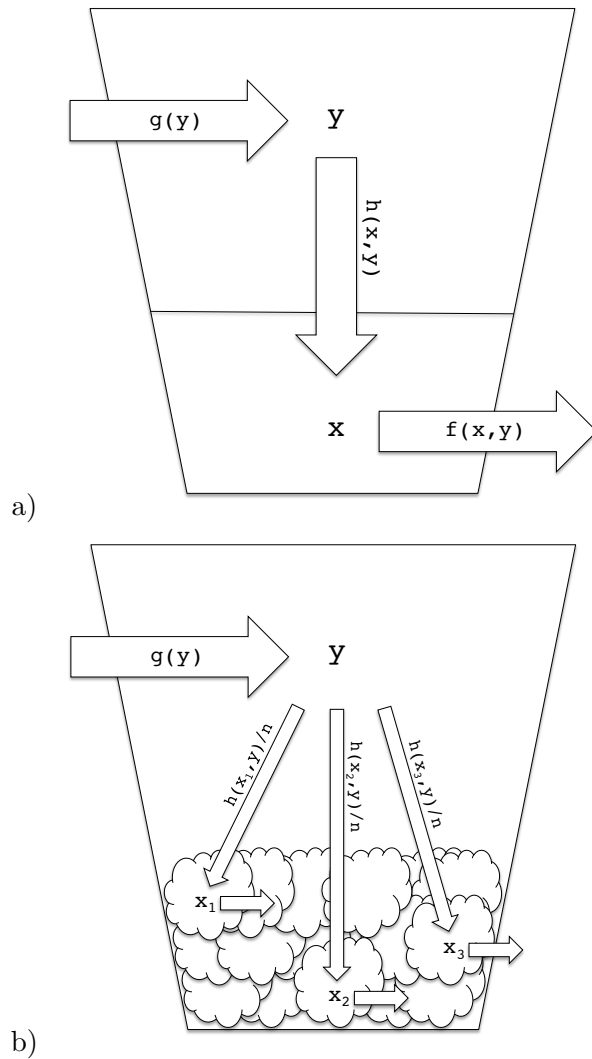 g(y)
y
h(x,y)
x
f(x,y)
a)
g(y)
y
h(x₁,y)/n
h(x₂,y)/n
h(x₃,y)/n
x₁
x₃
x₂
b)